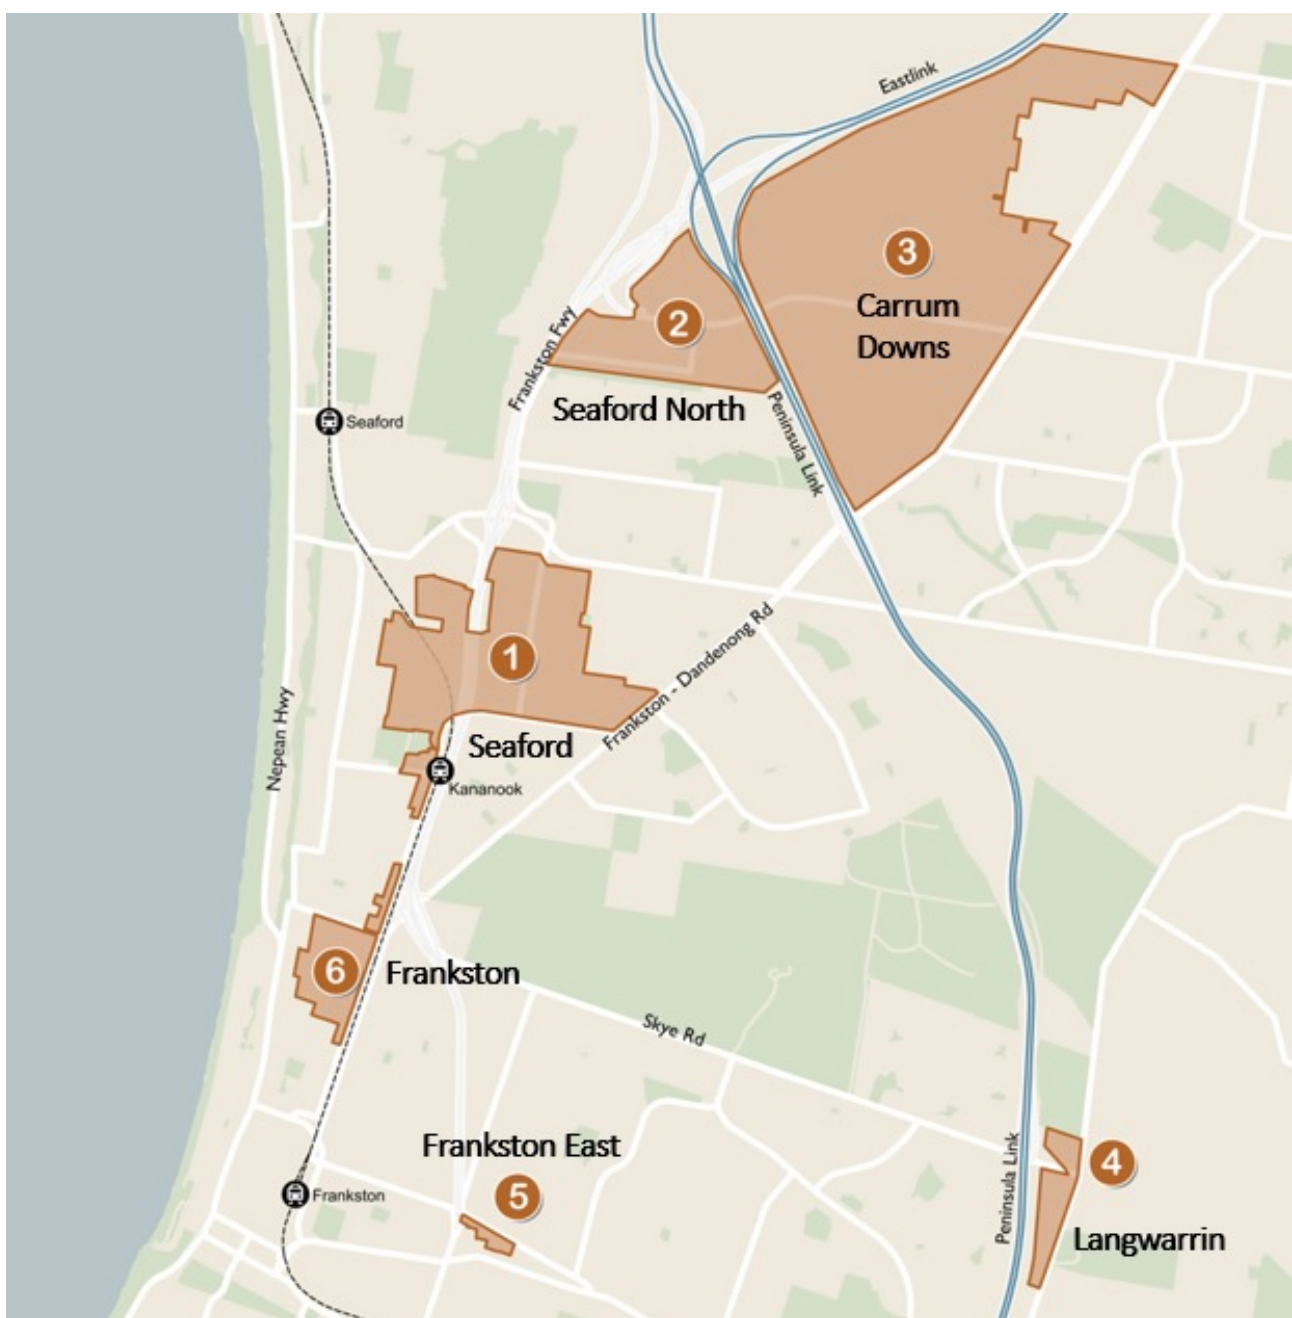 Eastlink
3
Carrum
Downs
2
Frankston Fwy
Seaford North
Peninsula Link
Seaford
1
Frankston - Dandenong Rd
Nepean Hwy
Seaford
Kananook
6
Frankston
Skye Rd
Frankston East
5
Frankston
Peninsula Link
4
Langwarrin